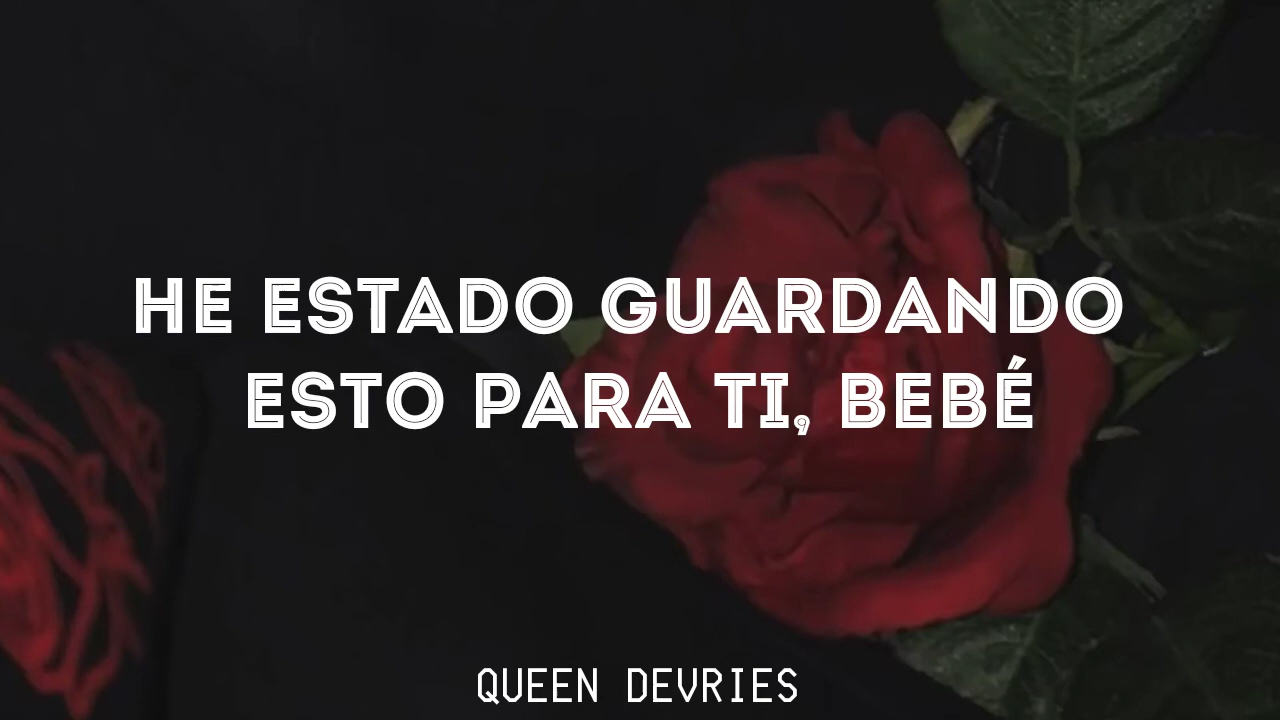 HE ESTADO GUARDANDO
ESTO PARA TI, BEBÉ
QUEEN DEVRIES